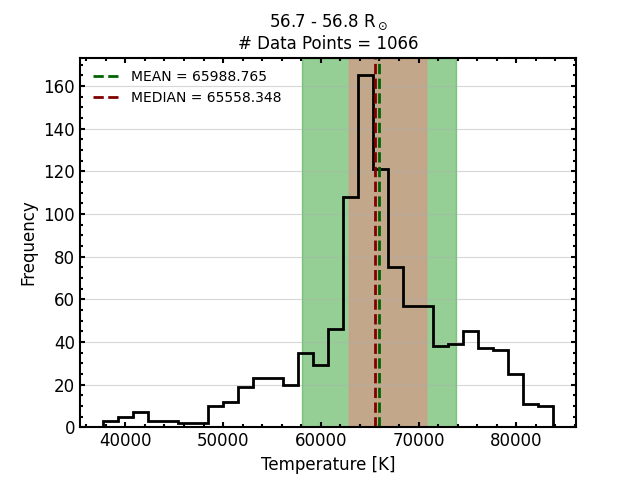 56.7 - 56.8 R⊙
# Data Points = 1066
MEAN = 65988.765
MEDIAN = 65558.348
160
140
120
100
80
60
40
20
0
Frequency
40000 50000 60000 70000 80000
Temperature [K]